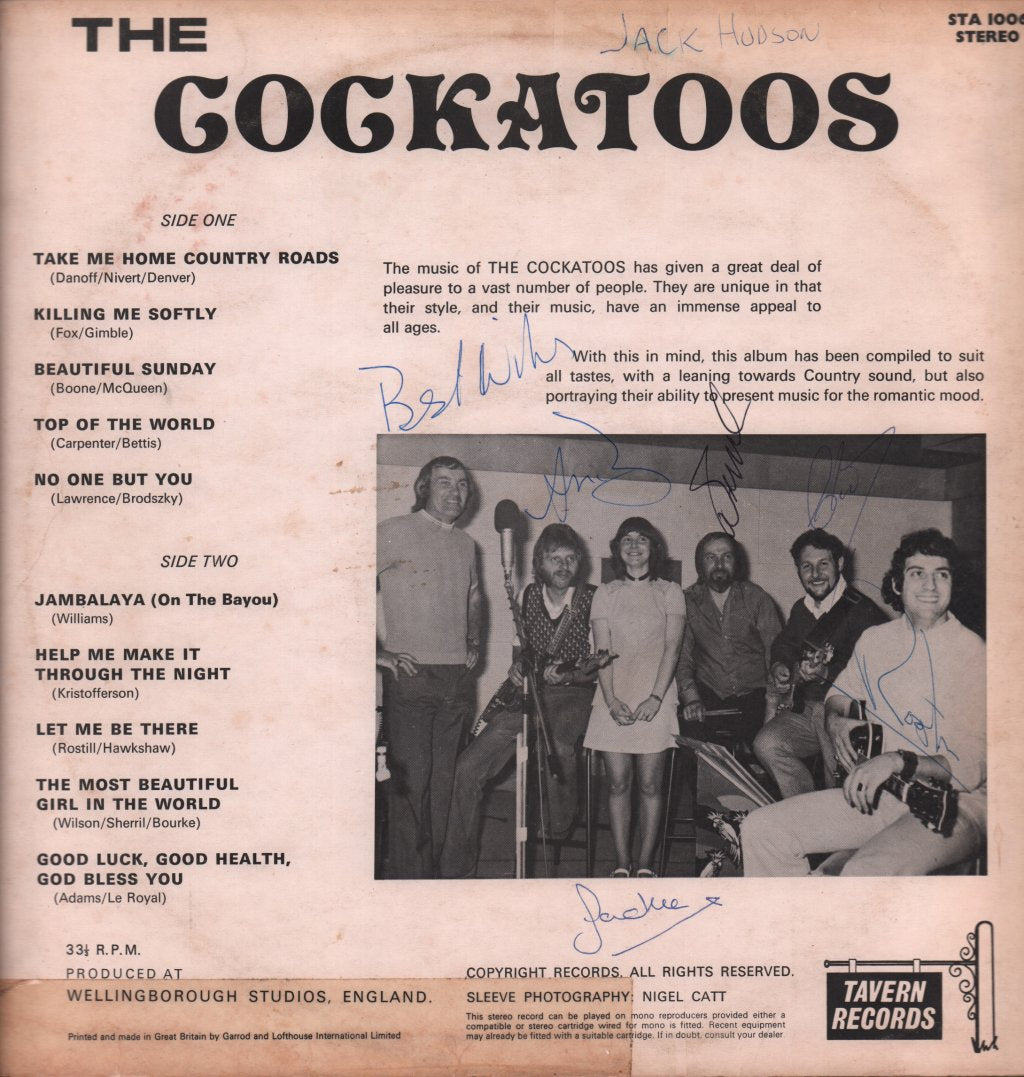 THE
JACK HUDSON
STEREO
COCKATOOS
SIDE ONE
TAKE ME HOME COUNTRY ROADS
(Danoff/Nivert/Denver)
KILLING ME SOFTLY
(Fox/Gimble)
BEAUTIFUL SUNDAY
(Boone/McQueen)
TOP OF THE WORLD
(Carpenter/Bettis)
NO ONE BUT YOU
(Lawrence/Brodszky)
SIDE TWO
JAMBALAYA (On The Bayou)
(Williams)
HELP ME MAKE IT
THROUGH THE NIGHT
(Kristofferson)
LET ME BE THERE
(Rostill/Hawkshaw)
THE MOST BEAUTIFUL
GIRL IN THE WORLD
(Wilson/Sherril/Bourke)
GOOD LUCK, GOOD HEALTH,
GOD BLESS YOU
(Adams/Le Royal)
The music of THE COCKATOOS has given a great deal of
pleasure to a vast number of people. They are unique in that
their style, and their music, have an immense appeal to
all ages.
With this in mind, this album has been compiled to suit
all tastes, with a leaning towards Country sound, but also
portraying their ability to present music for the romantic mood.
Best
Jackie x
33⅓ R.P.M.
PRODUCED AT
WELLINGBOROUGH STUDIOS, ENGLAND.
Printed and made in Great Britain by Garrod and Lofthouse International Limited
COPYRIGHT RECORDS. ALL RIGHTS RESERVED.
SLEEVE PHOTOGRAPHY: NIGEL CATT
This stereo record can be played on mono reproducers provided either a
compatible or stereo cartridge wired for mono is fitted. Recent equipment
may already be fitted with a suitable cartridge. If in doubt, consult your dealer
TAVERN
RECORDS